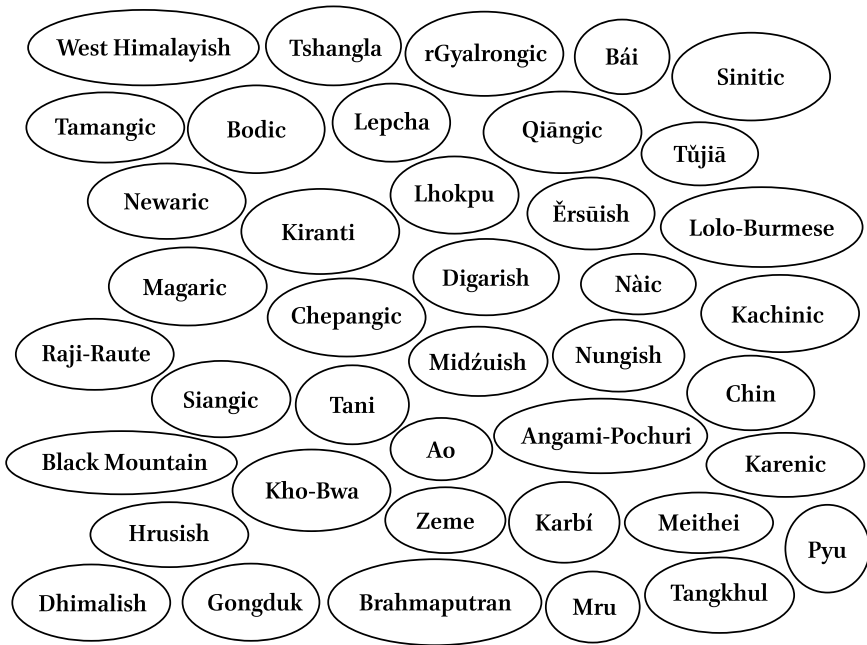 West Himalayish
Tshangla
rGyalrongic
Bái
Sinitic
Tamangic
Bodic
Lepcha
Qiāngic
Tǔjiā
Newaric
Kiranti
Lhokpu
Ěrsūish
Lolo-Burmese
Magaric
Chepangic
Digarish
Nàic
Kachinic
Raji-Raute
Midźuish
Nungish
Siangic
Tani
Chin
Ao
Angami-Pochuri
Black Mountain
Karenic
Kho-Bwa
Zeme
Karbí
Meithei
Hrusish
Pyu
Dhimalish
Gongduk
Brahmaputran
Mru
Tangkhul